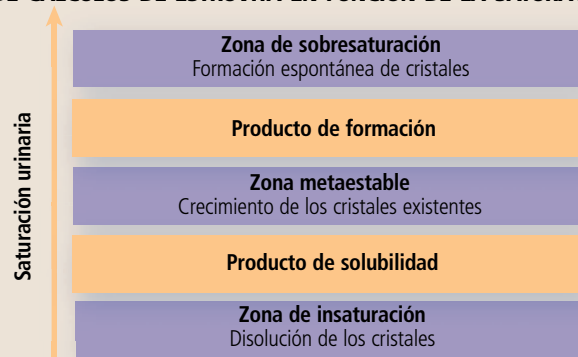 Zona de sobresaturación
Formación espontánea de cristales
Producto de formación
Zona metaestable
Crecimiento de los cristales existentes
Producto de solubilidad
Zona de insaturación
Disolución de los cristales
Saturación urinaria